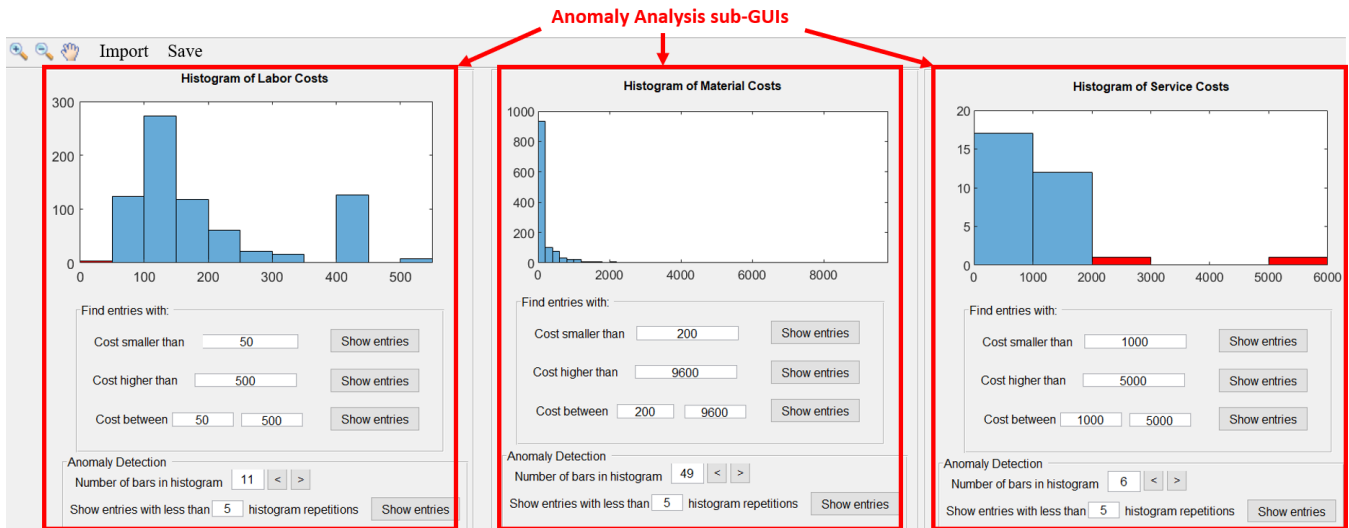 Anomaly Analysis sub-GUIs
Import Save
Histogram of Labor Costs
300
200
100
0
0 100 200 300 400 500
Find entries with:
Cost smaller than 50 Show entries
Cost higher than 500 Show entries
Cost between 50 500 Show entries
Anomaly Detection
Number of bars in histogram 11 < >
Show entries with less than 5 histogram repetitions Show entries
Histogram of Material Costs
1000
800
600
400
200
0
0 2000 4000 6000 8000
Find entries with:
Cost smaller than 200 Show entries
Cost higher than 9600 Show entries
Cost between 200 9600 Show entries
Anomaly Detection
Number of bars in histogram 49 < >
Show entries with less than 5 histogram repetitions Show entries
Histogram of Service Costs
20
15
10
5
0
0 1000 2000 3000 4000 5000 6000
Find entries with:
Cost smaller than 1000 Show entries
Cost higher than 5000 Show entries
Cost between 1000 5000 Show entries
Anomaly Detection
Number of bars in histogram 6 < >
Show entries with less than 5 histogram repetitions Show entries